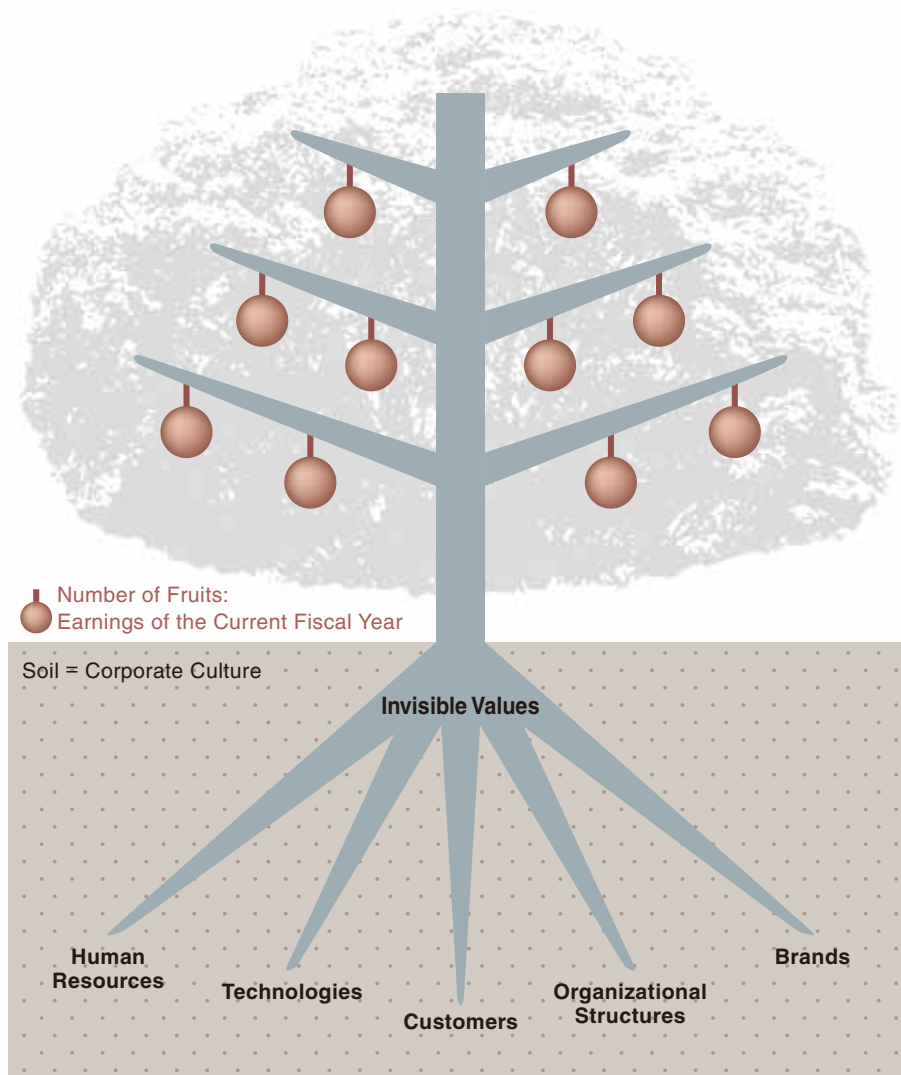 Number of Fruits:
Earnings of the Current Fiscal Year
Soil = Corporate Culture
Invisible Values
Human
Resources
Technologies
Customers
Organizational
Structures
Brands